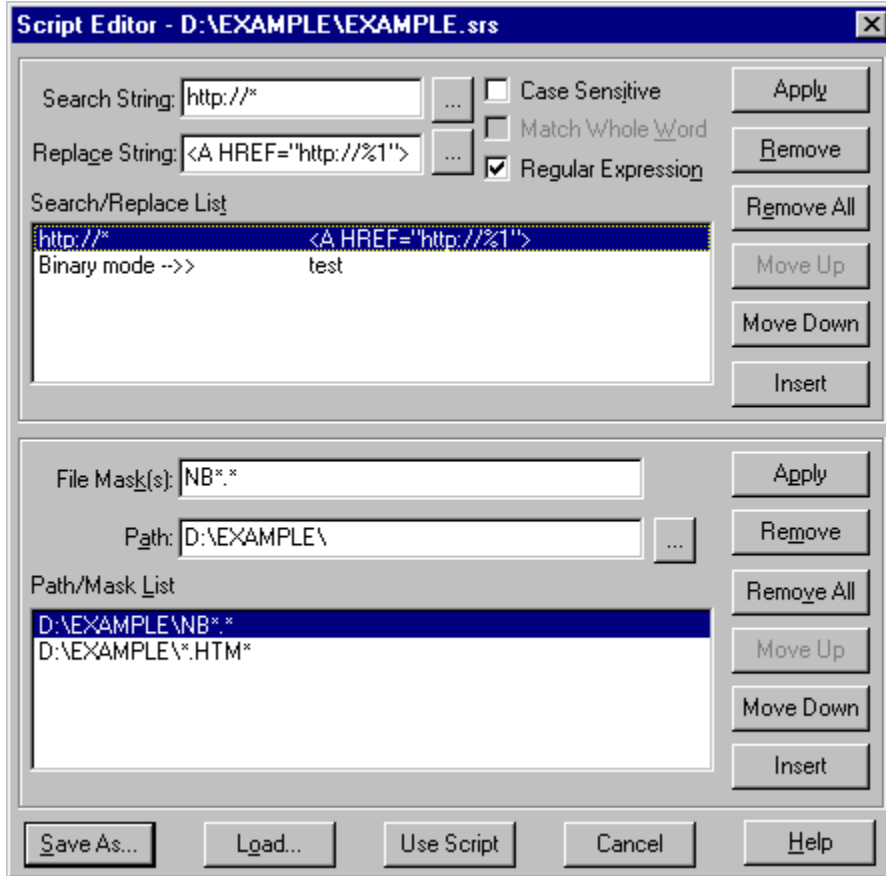 Script Editor - D:\EXAMPLE\EXAMPLE.srs
Search String: http://* ... Case Sensitive Apply
Match Whole Word
Replace String: <A HREF="http://%1"> ... Regular Expression Remove
Search/Replace List Remove All
http://* <A HREF="http://%1">
Binary mode -->> test Move Up
Move Down
Insert
File Mask(s): NB*.* Apply
Path: D:\EXAMPLE\ ... Remove
Path/Mask List Remove All
D:\EXAMPLE\NB*.*
D:\EXAMPLE\*.HTM* Move Up
Move Down
Insert
Save As... Load... Use Script Cancel Help